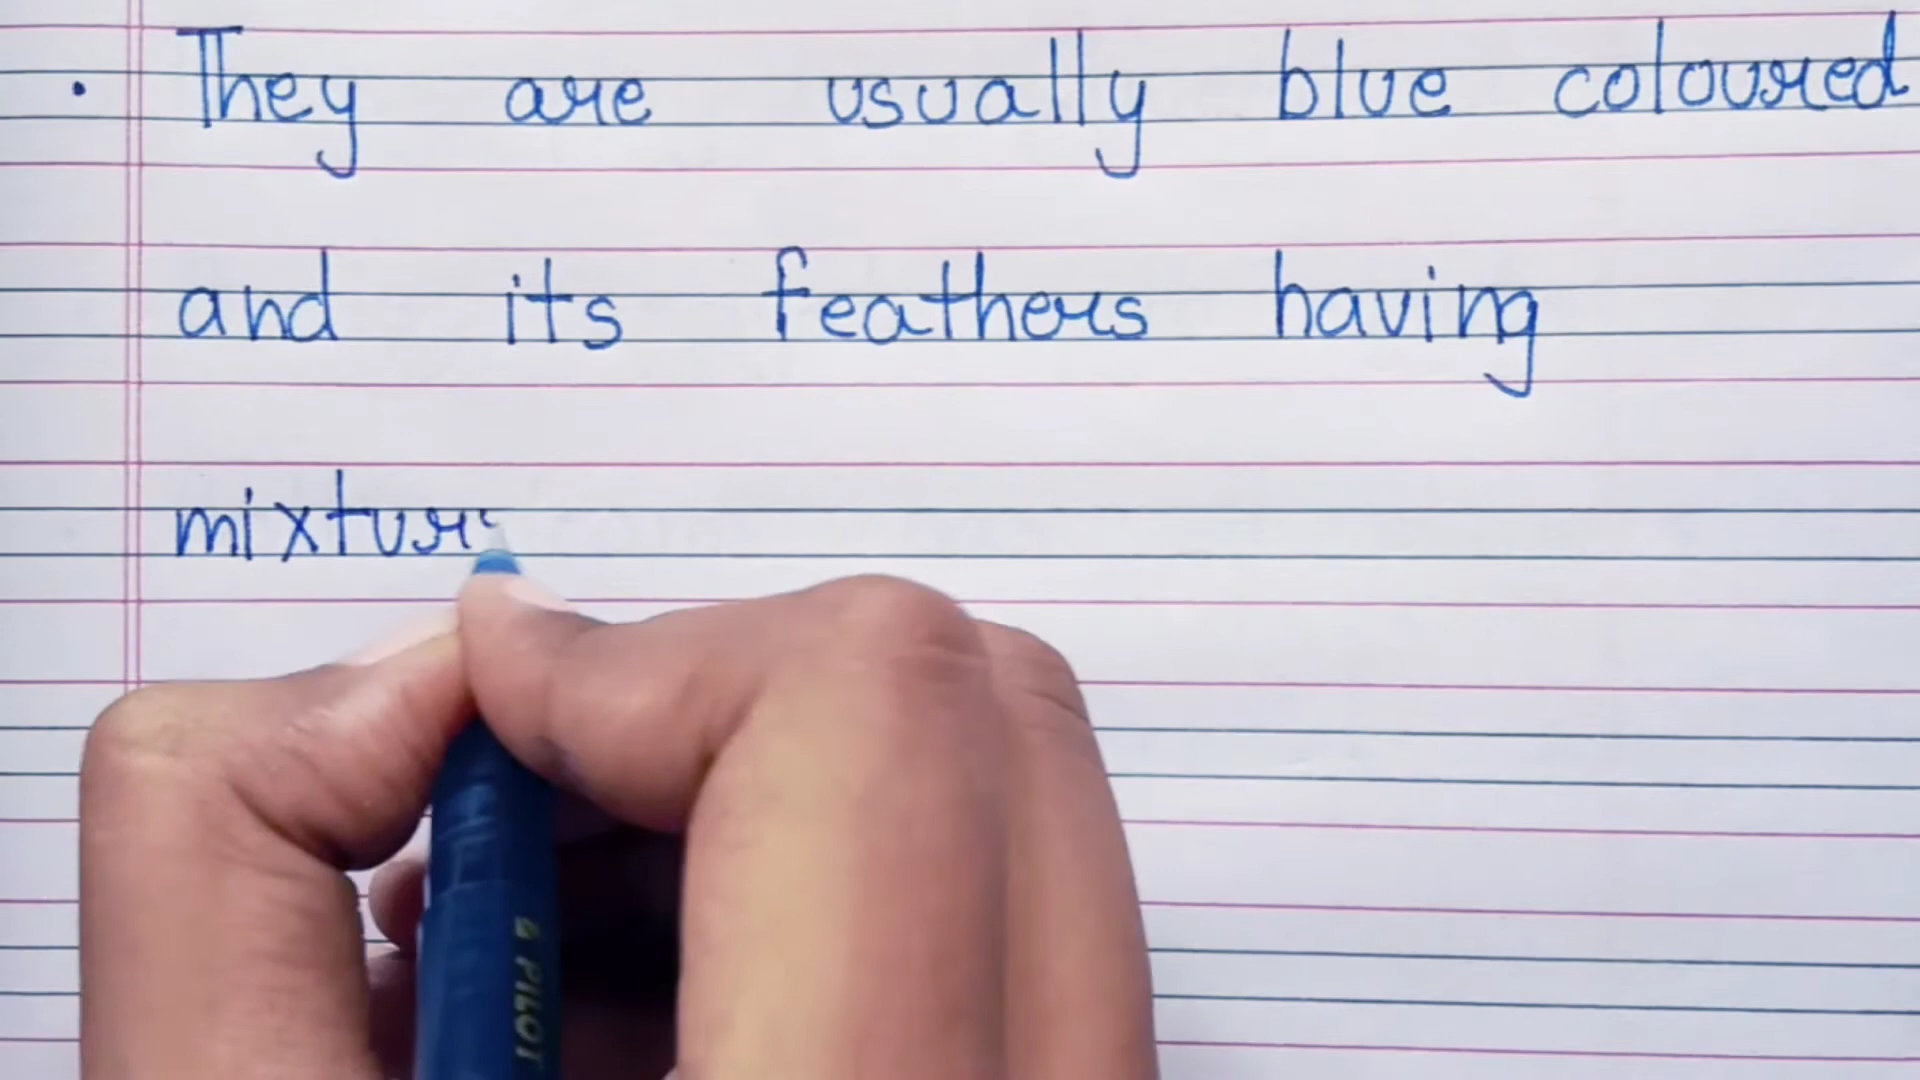 • They are usually blue coloured
and its feathers having
mixtur
PILOT